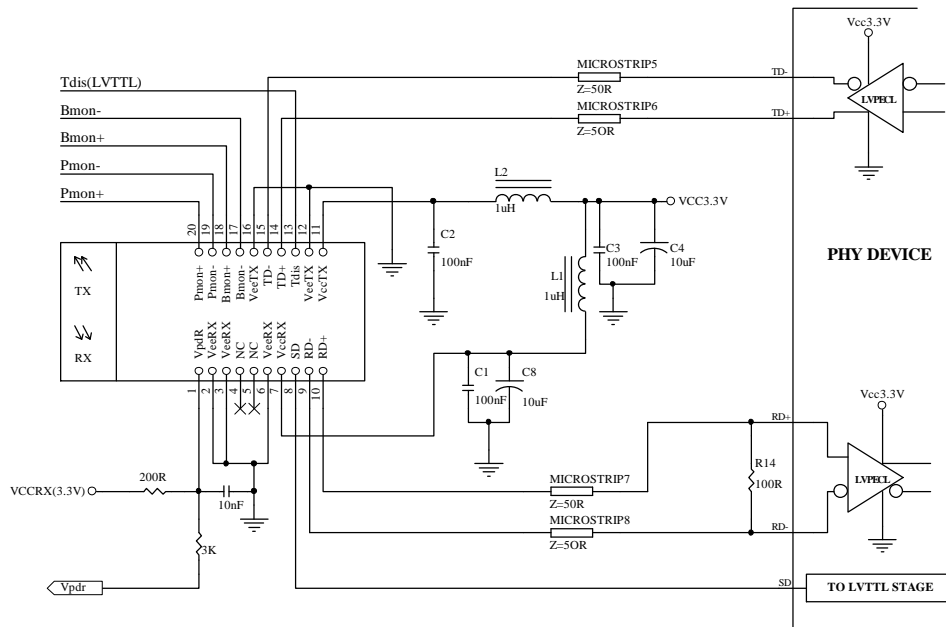 Vcc3.3V
MICROSTRIP5
TD-
Z=50R
Tdis(LVTTL)
LVPECL
Bmon-
MICROSTRIP6
TD+
Z=5OR
Bmon+
Pmon-
Pmon+
L2
1uH
VCC3.3V
20
19
18
17
16
15
14
13
12
11
C2
100nF
C3
100nF
C4
10uF
PHY DEVICE
Pmon+
Pmon-
Bmon+
Bmon-
VeeTX
TD-
TD+
Tdis
VeeTX
VccTX
TX
L1
1uH
RX
VpdR
VeeRX
VeeRX
NC
NC
VeeRX
VccRX
SD
RD-
RD+
1
2
3
4
5
6
7
8
9
10
C1
100nF
C8
10uF
Vcc3.3V
RD+
200R
VCCRX(3.3V)
10nF
MICROSTRIP7
Z=50R
R14
100R
LVPECL
MICROSTRIP8
RD-
Z=5OR
3K
Vpdr
SD
TO LVTTL STAGE